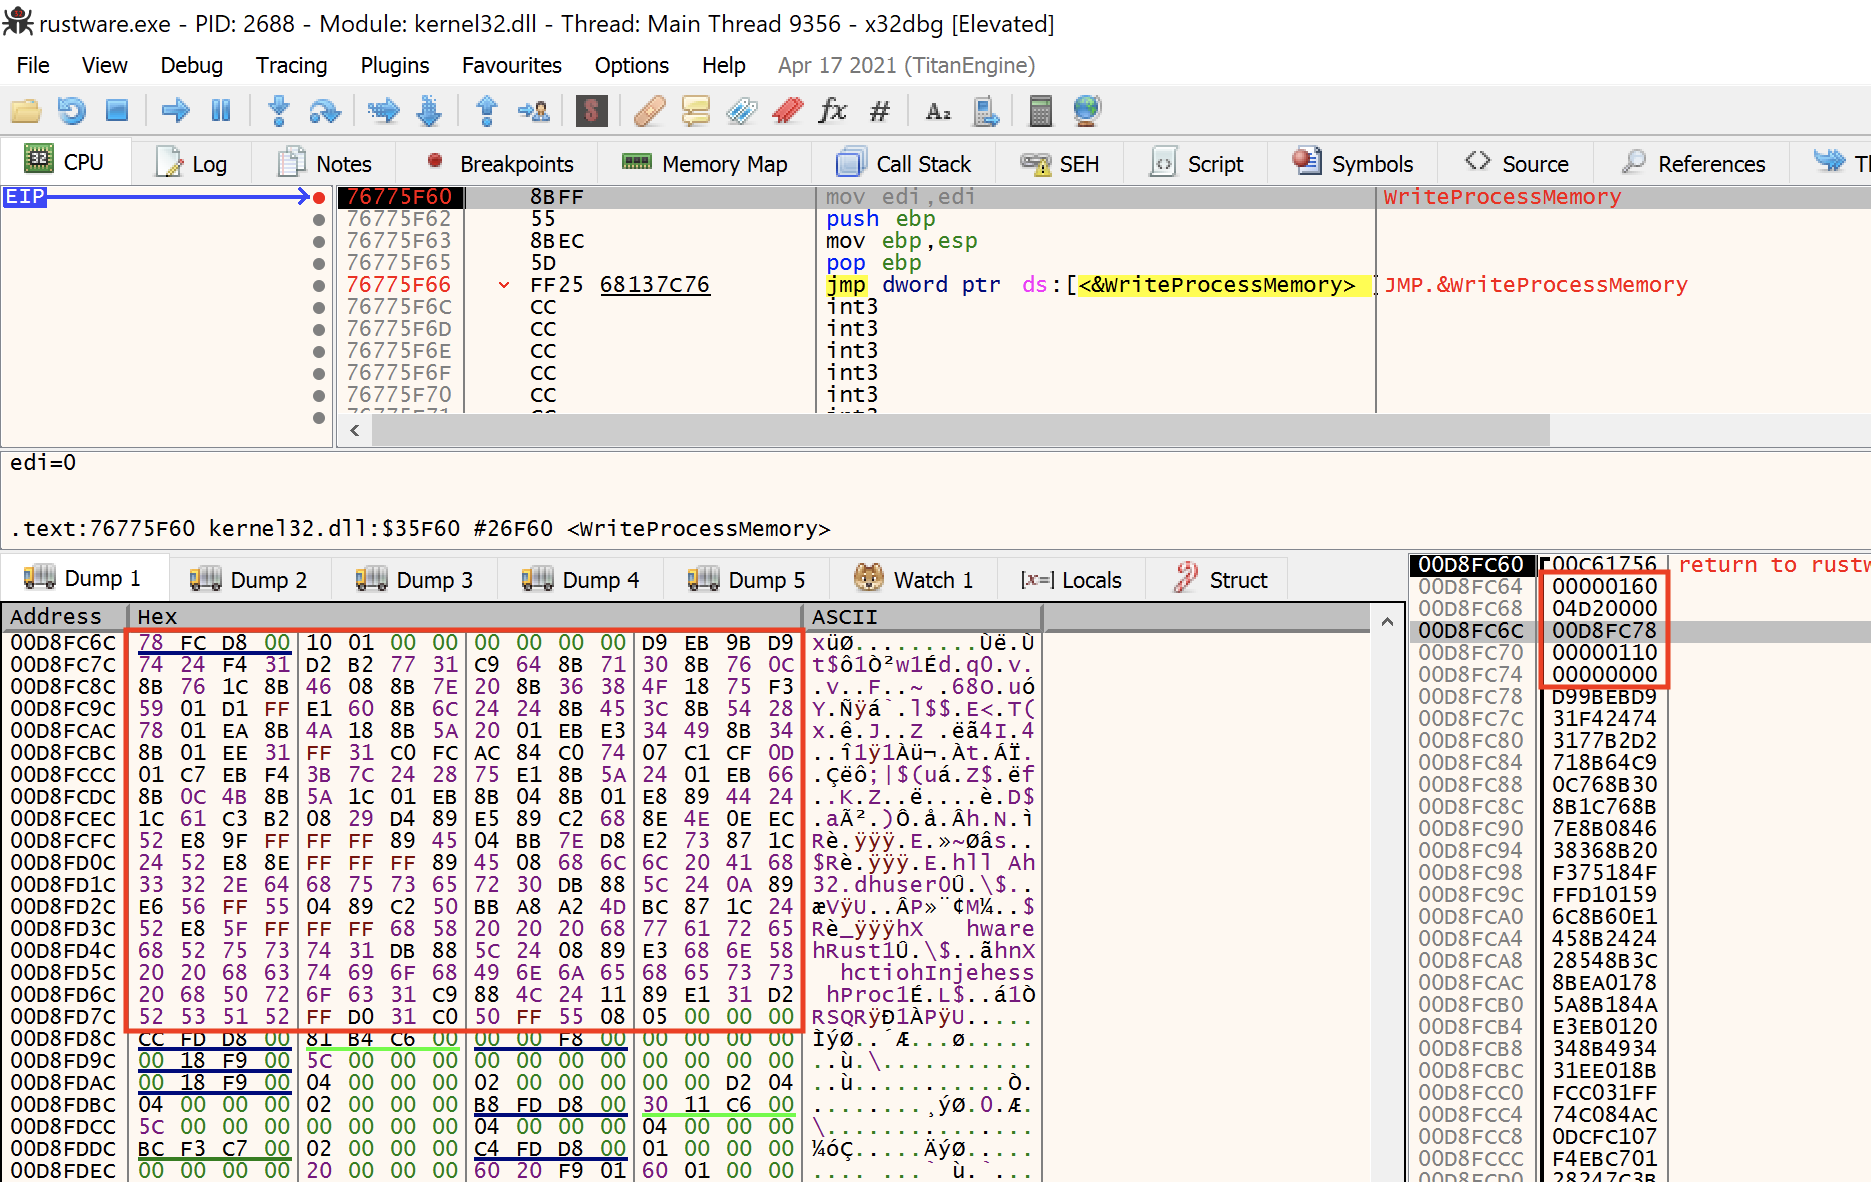 rustware.exe - PID: 2688 - Module: kernel32.dll - Thread: Main Thread 9356 - x32dbg [Elevated]
File View Debug Tracing Plugins Favourites Options Help Apr 17 2021 (TitanEngine)
CPU Log Notes Breakpoints Memory Map Call Stack SEH Script Symbols Source References
EIP 76775F60 8BFF mov edi,edi WriteProcessMemory
76775F62 55 push ebp
76775F63 8BEC mov ebp,esp
76775F65 5D pop ebp
76775F66 FF25 68137C76 jmp dword ptr ds:[<&WriteProcessMemory> JMP.&WriteProcessMemory
76775F6C CC int3
76775F6D CC int3
76775F6E CC int3
76775F6F CC int3
76775F70 CC int3
edi=0
.text:76775F60 kernel32.dll:$35F60 #26F60 <WriteProcessMemory>
Dump 1 Dump 2 Dump 3 Dump 4 Dump 5 Watch 1 [x=] Locals Struct
Address Hex ASCII
00D8FC6C 78 FC D8 00 10 01 00 00 00 00 00 00 D9 EB 9B D9 xüØ.........Ùë.Ù
00D8FC7C 74 24 F4 31 D2 B2 77 31 C9 64 8B 71 30 8B 76 0C t$ô1Ò²w1Éd.q0.v.
00D8FC8C 8B 76 1C 8B 46 08 8B 7E 20 8B 36 38 4F 18 75 F3 .v..F..~ .68O.uó
00D8FC9C 59 01 D1 FF E1 60 8B 6C 24 24 8B 45 3C 8B 54 28 Y.Ñÿá`.l$$.E<.T(
00D8FCAC 78 01 EA 8B 4A 18 8B 5A 20 01 EB E3 34 49 8B 34 x.ê.J..Z .ëã4I.4
00D8FCBC 8B 01 EE 31 FF 31 C0 FC AC 84 C0 74 07 C1 CF 0D ..î1ÿ1Àü¬.Àt.ÁÏ.
00D8FCCC 01 C7 EB F4 3B 7C 24 28 75 E1 8B 5A 24 01 EB 66 .Çëô;|$(uá.Z$.ëf
00D8FCDC 8B 0C 4B 8B 5A 1C 01 EB 8B 04 8B 01 E8 89 44 24 ..K.Z..ë....è.D$
00D8FCEC 1C 61 C3 B2 08 29 D4 89 E5 89 C2 68 8E 4E 0E EC .aÃ².)Ô.å.Âh.N.ì
00D8FCFC 52 E8 9F FF FF FF 89 45 04 BB 7E D8 E2 73 87 1C Rè.ÿÿÿ.E.»~Øâs..
00D8FD0C 24 52 E8 8E FF FF FF 89 45 08 68 6C 6C 20 41 68 $Rè.ÿÿÿ.E.hll Ah
00D8FD1C 33 32 2E 64 68 75 73 65 72 30 DB 88 5C 24 0A 89 32.dhuser0Û.\$..
00D8FD2C E6 56 FF 55 04 89 C2 50 BB A8 A2 4D BC 87 1C 24 æVÿU..ÂP»¨¢M¼..$
00D8FD3C 52 E8 5F FF FF FF 68 58 20 20 20 68 77 61 72 65 Rè_ÿÿÿhX   hware
00D8FD4C 68 52 75 73 74 31 DB 88 5C 24 08 89 E3 68 6E 58 hRust1Û.\$..ãhnX
00D8FD5C 20 20 68 63 74 69 6F 68 49 6E 6A 65 68 65 73 73   hctiohInjehess
00D8FD6C 20 68 50 72 6F 63 31 C9 88 4C 24 11 89 E1 31 D2  hProc1É.L$..á1Ò
00D8FD7C 52 53 51 52 FF D0 31 C0 50 FF 55 08 05 00 00 00 RSQRÿÐ1ÀPÿU.....
00D8FD8C CC FD D8 00 81 B4 C6 00 00 00 F8 00 00 00 00 00 ÌýØ..´Æ...ø.....
00D8FD9C 00 18 F9 00 5C 00 00 00 00 00 00 00 00 00 00 00 ..ù.\...........
00D8FDAC 00 18 F9 00 04 00 00 00 02 00 00 00 00 00 D2 04 ..ù...........Ò.
00D8FDBC 04 00 00 00 02 00 00 00 B8 FD D8 00 30 11 C6 00 ........¸ýØ.0.Æ.
00D8FDCC 5C 00 00 00 00 00 00 00 04 00 00 00 04 00 00 00 \...............
00D8FDDC BC F3 C7 00 02 00 00 00 C4 FD D8 00 01 00 00 00 ¼óÇ.....ÄýØ.....
00D8FDEC 00 00 00 00 20 00 00 00 60 20 F9 01 60 01 00 00 .... ...` ù.`...
00D8FC60 00C61756 return to rustw
00D8FC64 00000160
00D8FC68 04D20000
00D8FC6C 00D8FC78
00D8FC70 00000110
00D8FC74 00000000
00D8FC78 D99BEBD9
00D8FC7C 31F42474
00D8FC80 3177B2D2
00D8FC84 718B64C9
00D8FC88 0C768B30
00D8FC8C 8B1C768B
00D8FC90 7E8B0846
00D8FC94 38368B20
00D8FC98 F375184F
00D8FC9C FFD10159
00D8FCA0 6C8B60E1
00D8FCA4 458B2424
00D8FCA8 28548B3C
00D8FCAC 8BEA0178
00D8FCB0 5A8B184A
00D8FCB4 E3EB0120
00D8FCB8 348B4934
00D8FCBC 31EE018B
00D8FCC0 FCC031FF
00D8FCC4 74C084AC
00D8FCC8 0DCFC107
00D8FCCC F4EBC701
00D8FCD0 28247C3B